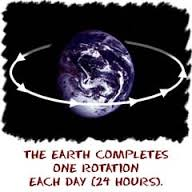 THE EARTH COMPLETES
ONE ROTATION
EACH DAY (24 HOURS).